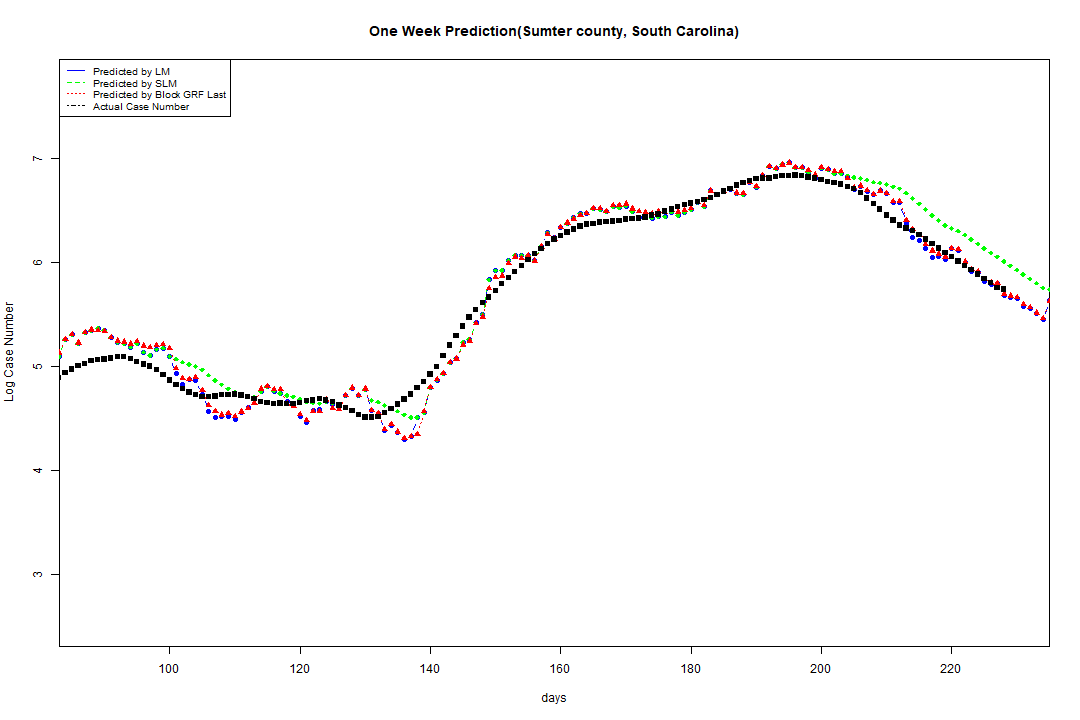 One Week Prediction(Sumter county, South Carolina)
Predicted by LM
Predicted by SLM
Predicted by Block GRF Last
Actual Case Number
Log Case Number
7
6
5
4
3
100 120 140 160 180 200 220
days